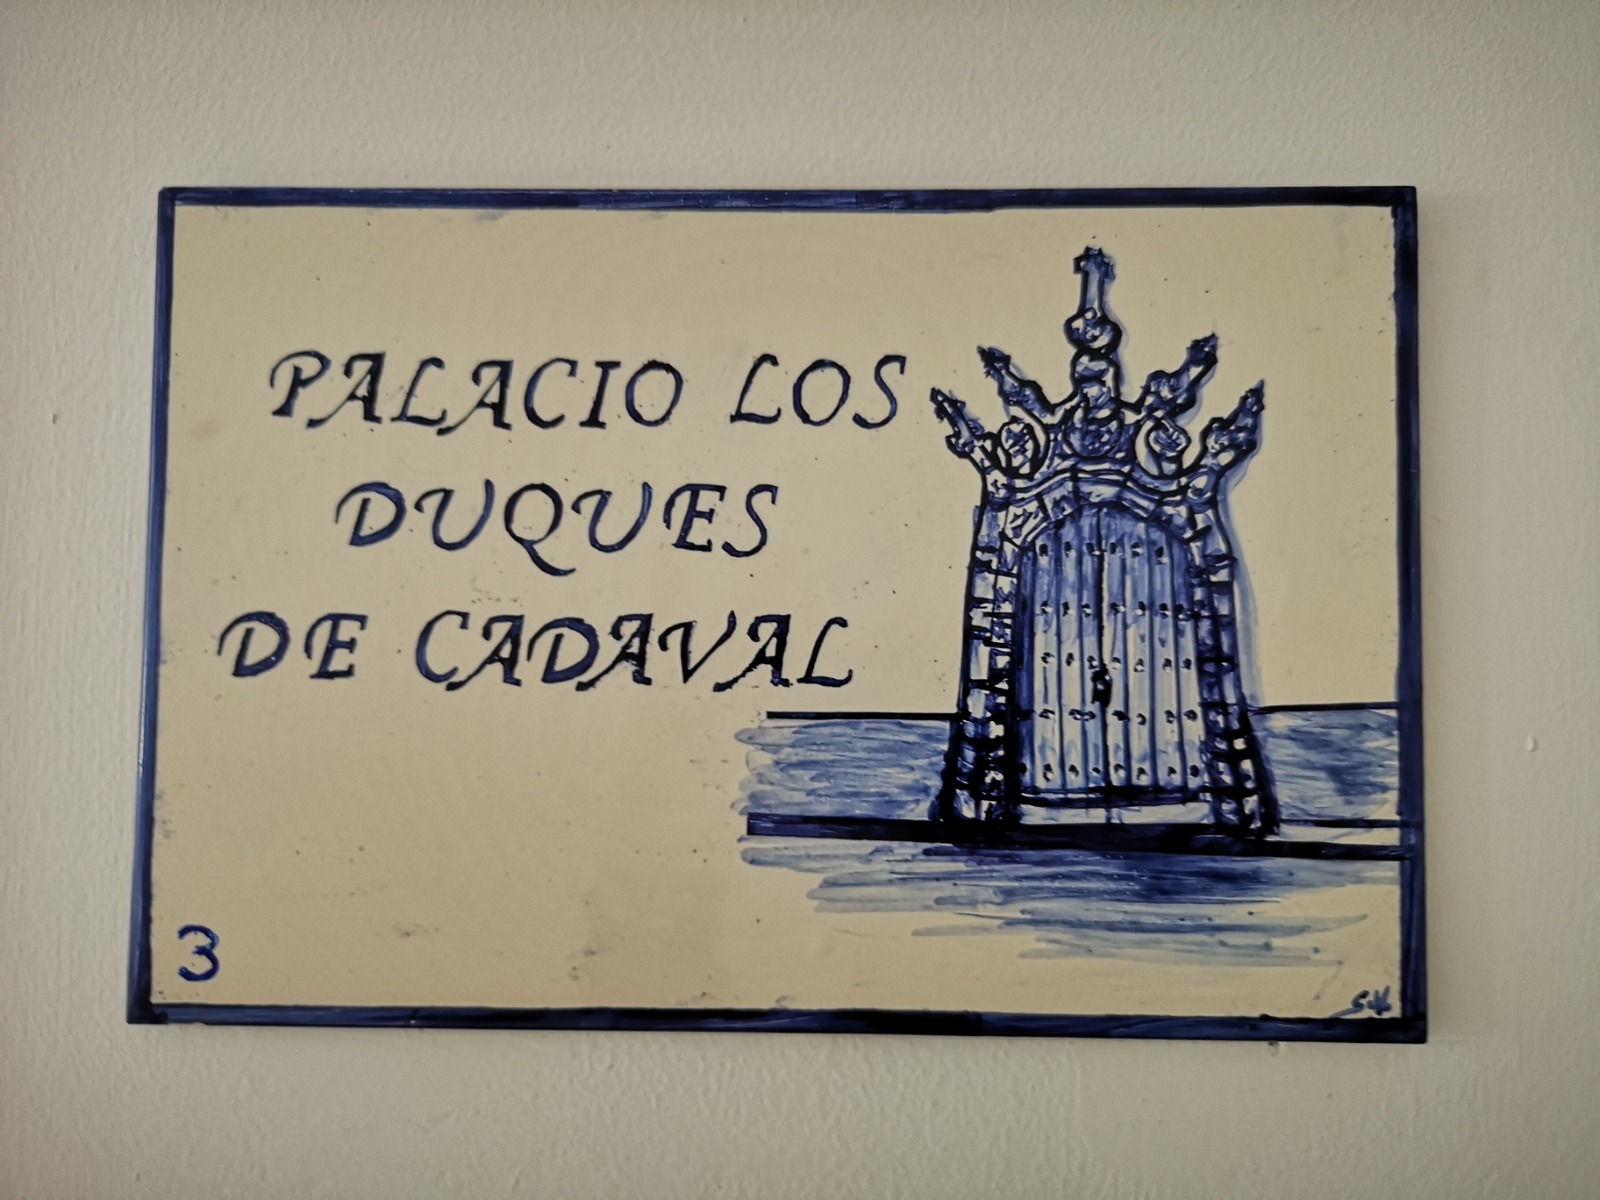 PALACIO LOS
DUQUES
DE CADAVAL
3